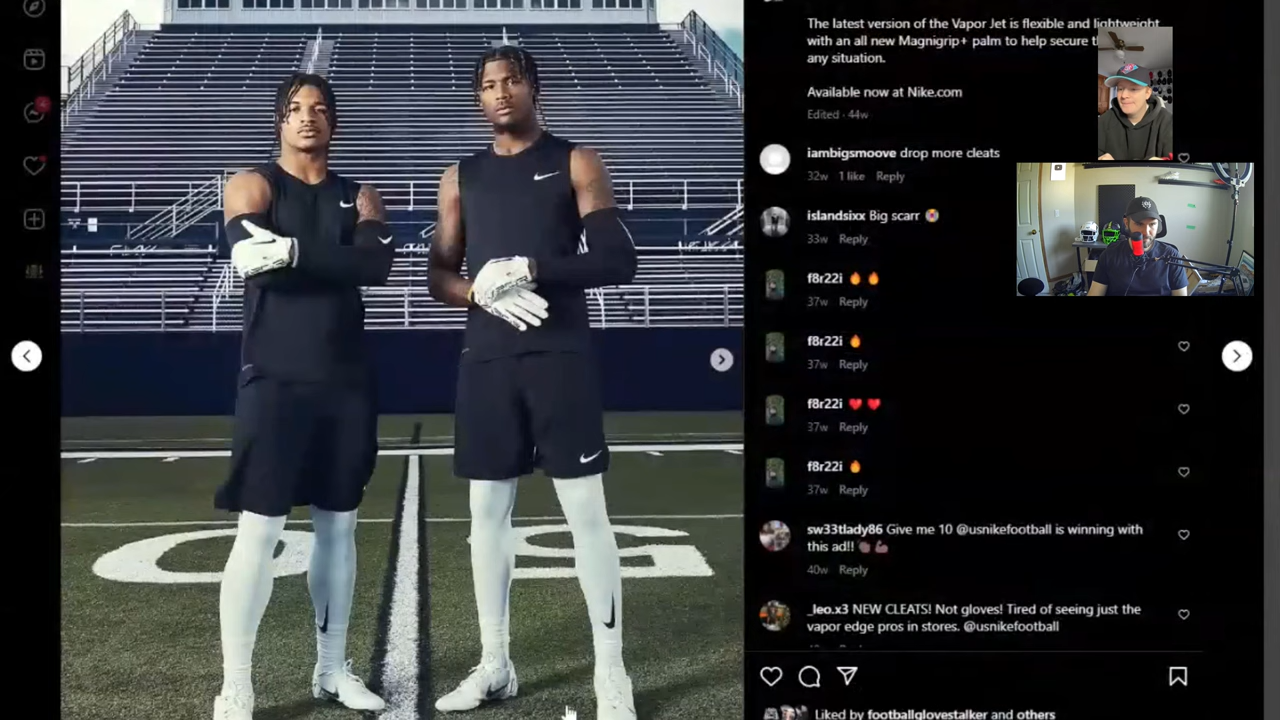 The latest version of the Vapor Jet is flexible and lightweight
with an all new Magnigrip+ palm to help secure
any situation.
Available now at Nike.com
Edited · 44w
iambigsmoove drop more cleats
32w 1 like Reply
islandsixx Big scarr
33w Reply
f8r22i
37w Reply
f8r22i
37w Reply
f8r22i
37w Reply
f8r22i
37w Reply
sw33tlady86 Give me 10 @usnikefootball is winning with
this ad!!
40w Reply
_leo.x3 NEW CLEATS! Not gloves! Tired of seeing just the
vapor edge pros in stores. @usnikefootball
Liked by footballglovestalker and others
50